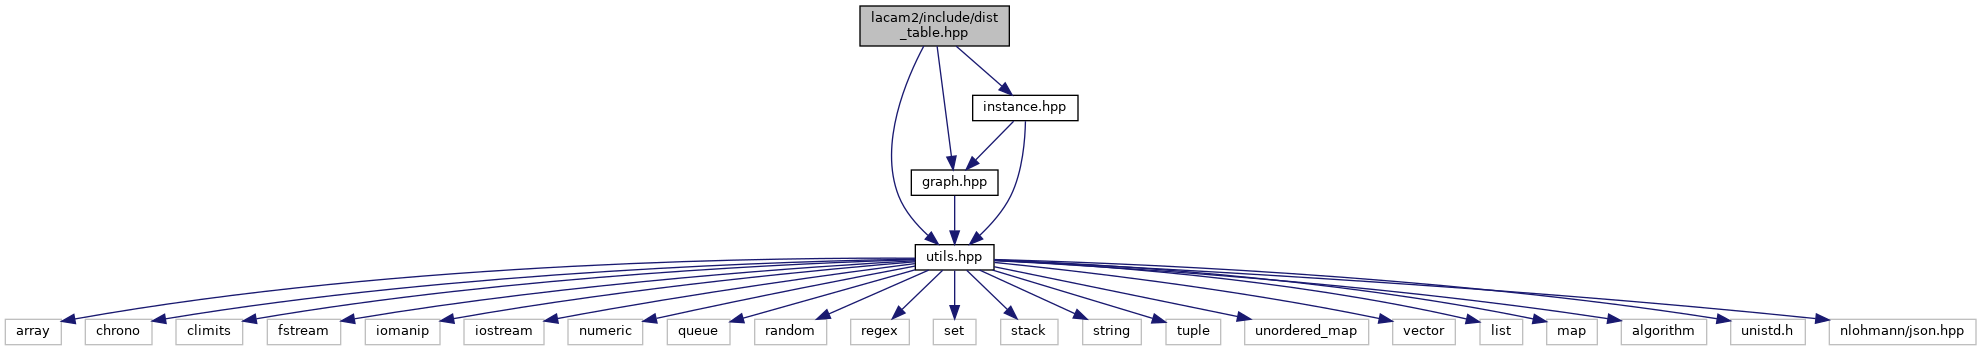 lacam2/include/dist
_table.hpp
instance.hpp
graph.hpp
utils.hpp
array
chrono
climits
fstream
iomanip
iostream
numeric
queue
random
regex
set
stack
string
tuple
unordered_map
vector
list
map
algorithm
unistd.h
nlohmann/json.hpp